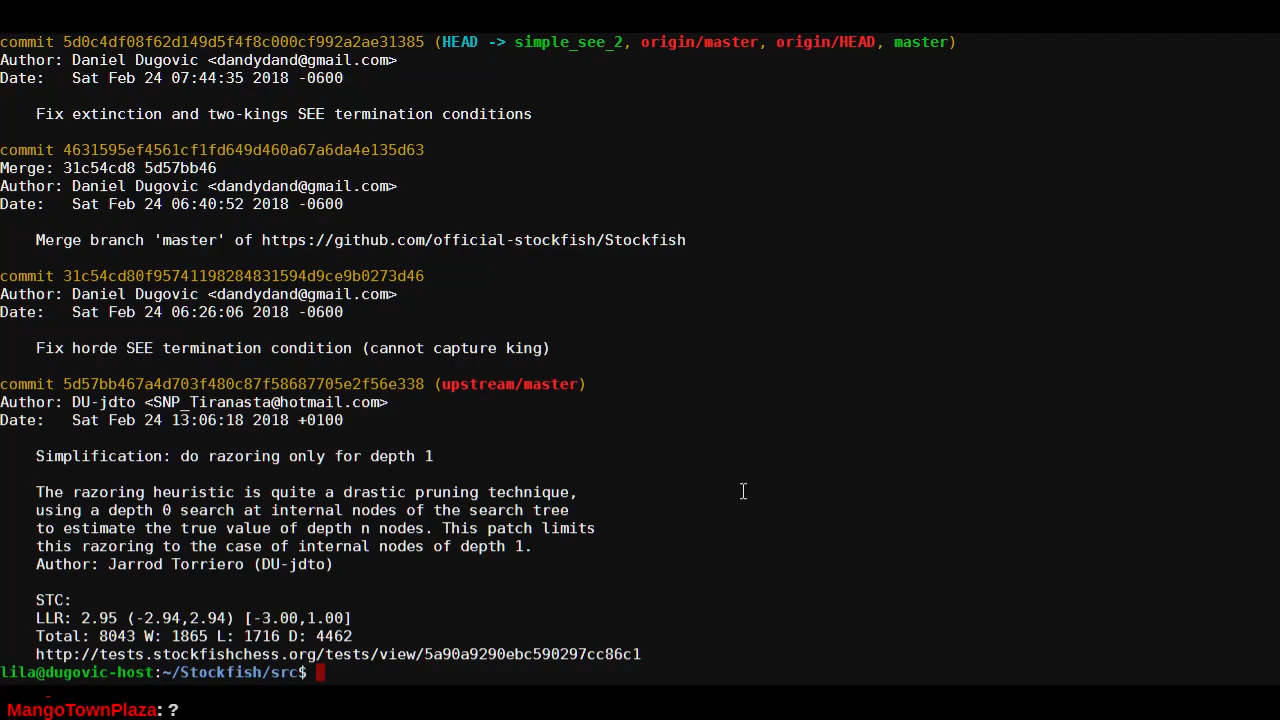 commit 5d0c4df08f62d149d5f4f8c000cf992a2ae31385 (HEAD -> simple_see_2, origin/master, origin/HEAD, master)
Author: Daniel Dugovic <dandydand@gmail.com>
Date:   Sat Feb 24 07:44:35 2018 -0600
Fix extinction and two-kings SEE termination conditions
commit 4631595ef4561cf1fd649d460a67a6da4e135d63
Merge: 31c54cd8 5d57bb46
Author: Daniel Dugovic <dandydand@gmail.com>
Date:   Sat Feb 24 06:40:52 2018 -0600
Merge branch 'master' of https://github.com/official-stockfish/Stockfish
commit 31c54cd80f95741198284831594d9ce9b0273d46
Author: Daniel Dugovic <dandydand@gmail.com>
Date:   Sat Feb 24 06:26:06 2018 -0600
Fix horde SEE termination condition (cannot capture king)
commit 5d57bb467a4d703f480c87f58687705e2f56e338 (upstream/master)
Author: DU-jdto <SNP_Tiranasta@hotmail.com>
Date:   Sat Feb 24 13:06:18 2018 +0100
Simplification: do razoring only for depth 1
The razoring heuristic is quite a drastic pruning technique,
using a depth 0 search at internal nodes of the search tree
to estimate the true value of depth n nodes. This patch limits
this razoring to the case of internal nodes of depth 1.
Author: Jarrod Torriero (DU-jdto)
STC:
LLR: 2.95 (-2.94,2.94) [-3.00,1.00]
Total: 8043 W: 1865 L: 1716 D: 4462
http://tests.stockfishchess.org/tests/view/5a90a9290ebc590297cc86c1
lila@dugovic-host:~/Stockfish/src$
MangoTownPlaza: ?